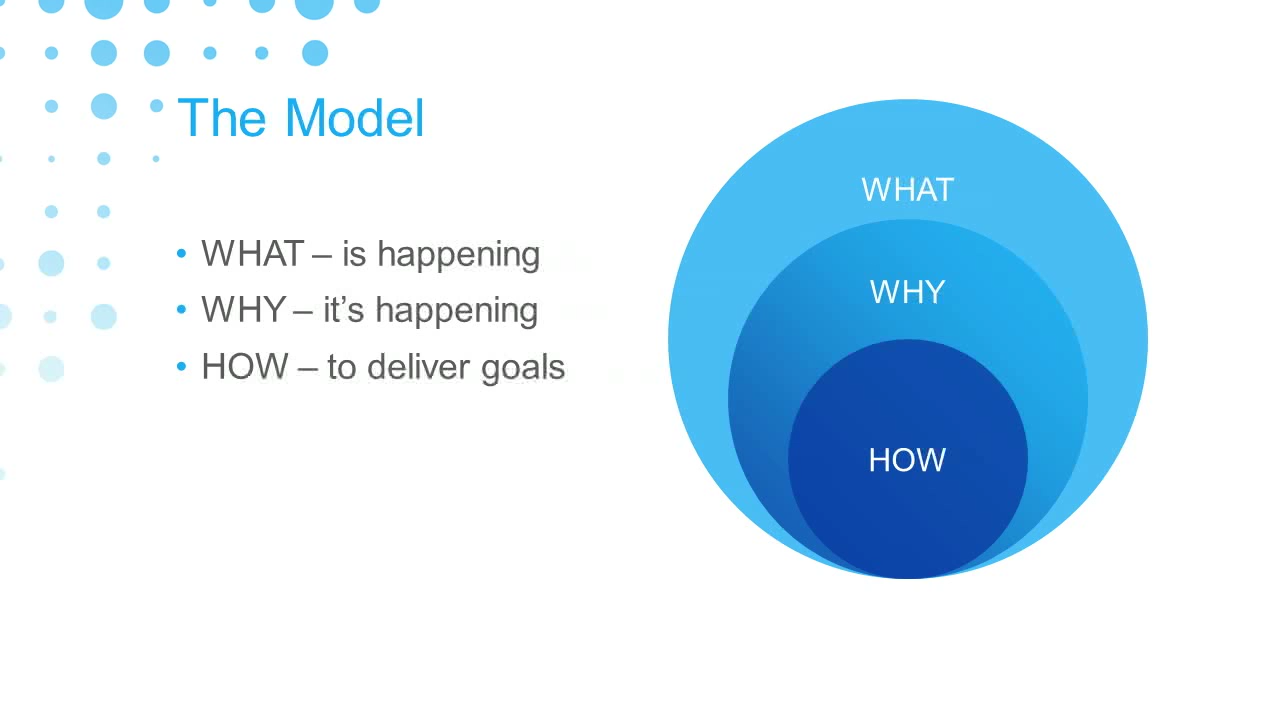 The Model
• WHAT – is happening
• WHY – it’s happening
• HOW – to deliver goals
WHAT
WHY
HOW